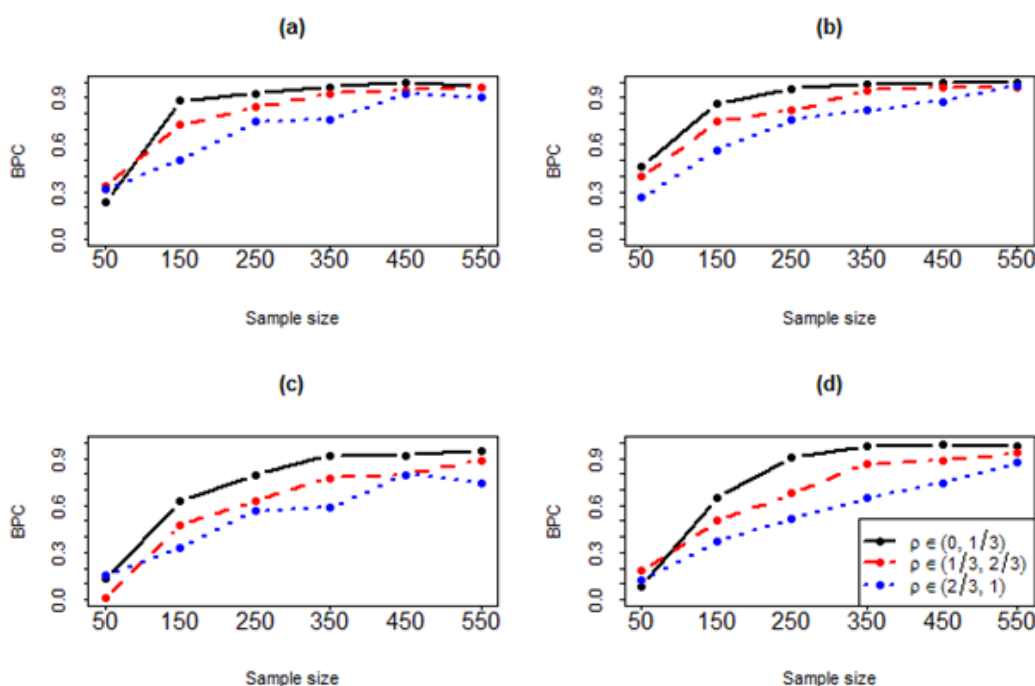 (a)
BPC
0.0 0.3 0.6 0.9
50 150 250 350 450 550
Sample size
(b)
BPC
0.0 0.3 0.6 0.9
50 150 250 350 450 550
Sample size
(c)
BPC
0.0 0.3 0.6 0.9
50 150 250 350 450 550
Sample size
(d)
BPC
0.0 0.3 0.6 0.9
ρ ∈ (0, 1/3)
ρ ∈ (1/3, 2/3)
ρ ∈ (2/3, 1)
50 150 250 350 450 550
Sample size